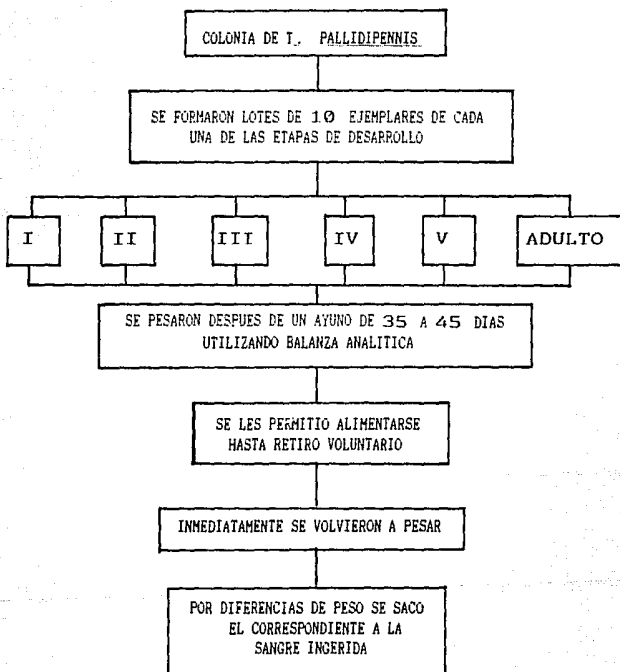 COLONIA DE T. PALLIDIPENNIS
SE FORMARON LOTES DE 10 EJEMPLARES DE CADA
UNA DE LAS ETAPAS DE DESARROLLO
I II III IV V ADULTO
SE PESARON DESPUES DE UN AYUNO DE 35 A 45 DIAS
UTILIZANDO BALANZA ANALITICA
SE LES PERMITIO ALIMENTARSE
HASTA RETIRO VOLUNTARIO
INMEDIATAMENTE SE VOLVIERON A PESAR
POR DIFERENCIAS DE PESO SE SACO
EL CORRESPONDIENTE A LA
SANGRE INGERIDA